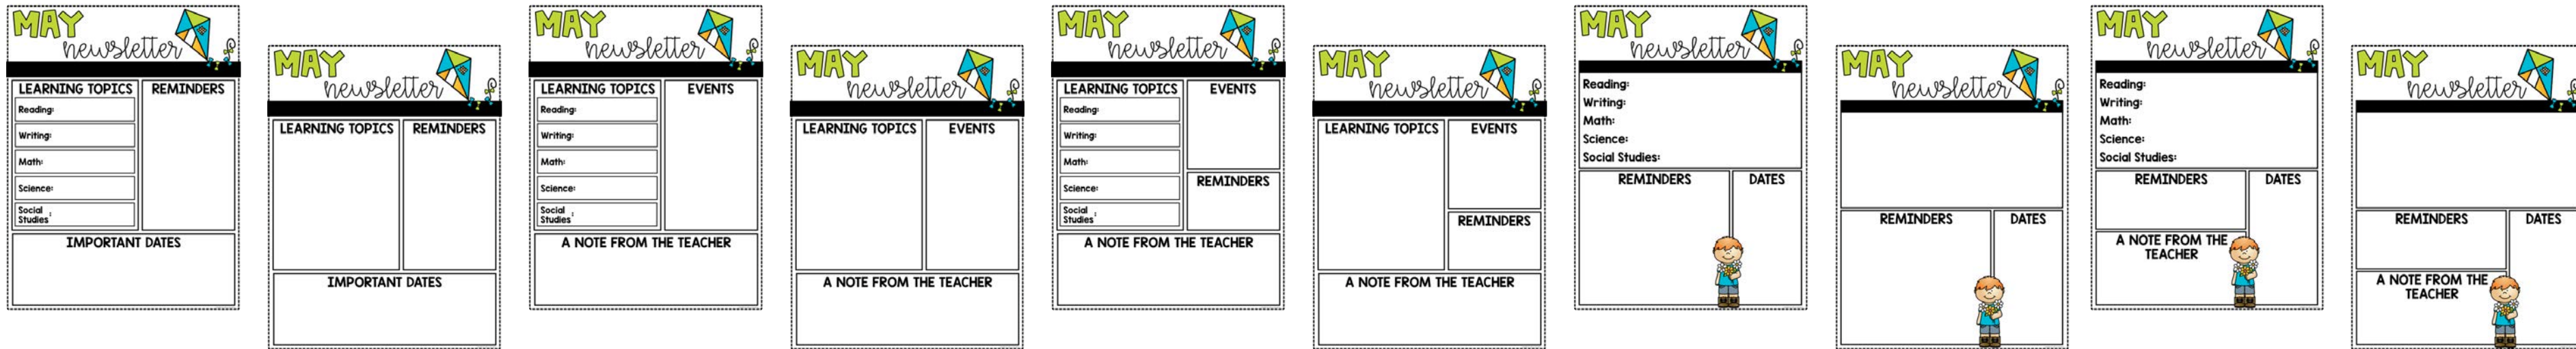 MAY
newsletter
LEARNING TOPICS
REMINDERS
Reading:
Writing:
Math:
Science:
Social
Studies :
IMPORTANT DATES
MAY
newsletter
LEARNING TOPICS
REMINDERS
IMPORTANT DATES
MAY
newsletter
LEARNING TOPICS
EVENTS
Reading:
Writing:
Math:
Science:
Social
Studies :
A NOTE FROM THE TEACHER
MAY
newsletter
LEARNING TOPICS
EVENTS
A NOTE FROM THE TEACHER
MAY
newsletter
LEARNING TOPICS
EVENTS
Reading:
Writing:
Math:
Science:
Social
Studies :
REMINDERS
A NOTE FROM THE TEACHER
MAY
newsletter
LEARNING TOPICS
EVENTS
REMINDERS
A NOTE FROM THE TEACHER
MAY
newsletter
Reading:
Writing:
Math:
Science:
Social Studies:
REMINDERS
DATES
MAY
newsletter
REMINDERS
DATES
MAY
newsletter
Reading:
Writing:
Math:
Science:
Social Studies:
REMINDERS
DATES
A NOTE FROM THE
TEACHER
MAY
newsletter
REMINDERS
DATES
A NOTE FROM THE
TEACHER